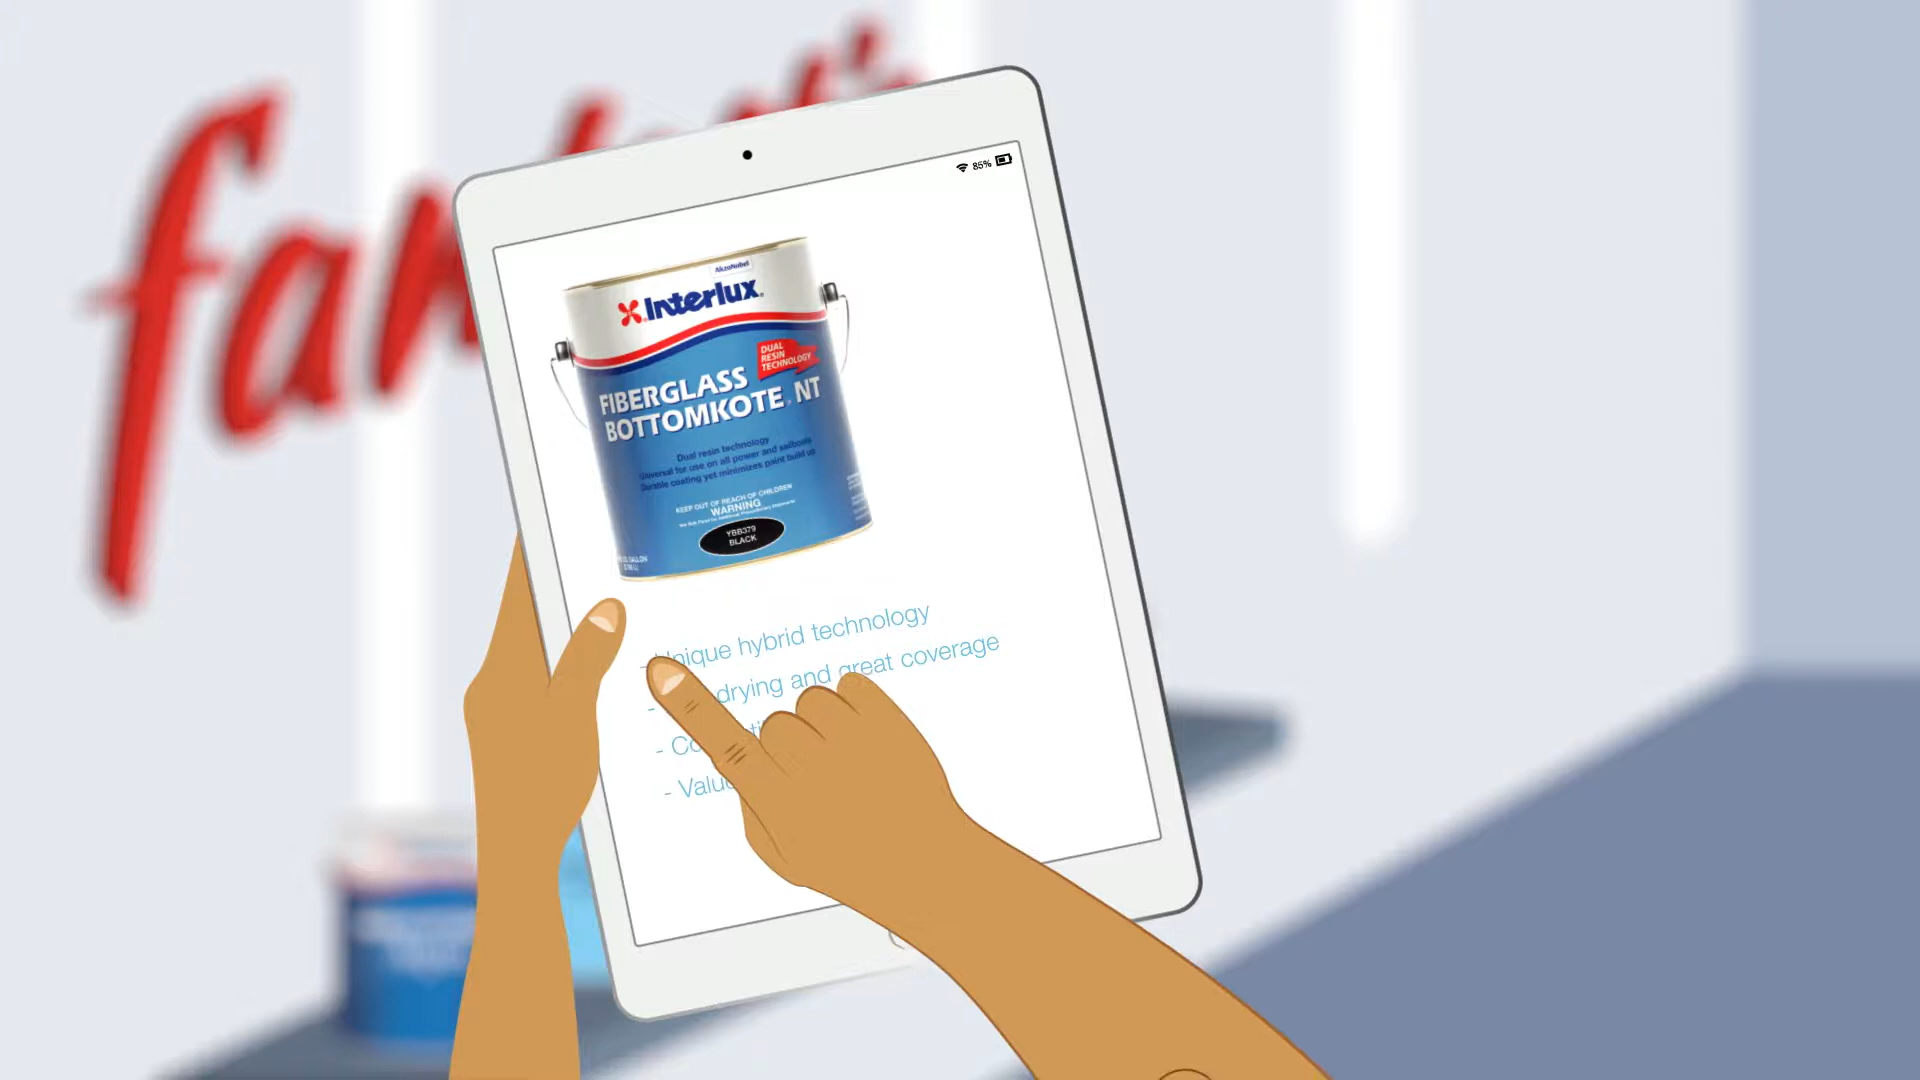 85%
AkzoNobel
Interlux
DUAL
RESIN
TECHNOLOGY
FIBERGLASS
BOTTOMKOTE NT
Dual resin technology
Universal for use on all power and sailboats
Durable coating yet minimizes paint build up
KEEP OUT OF REACH OF CHILDREN
WARNING
YBB379
BLACK
- Unique hybrid technology
- drying and great coverage
- Co
- Value